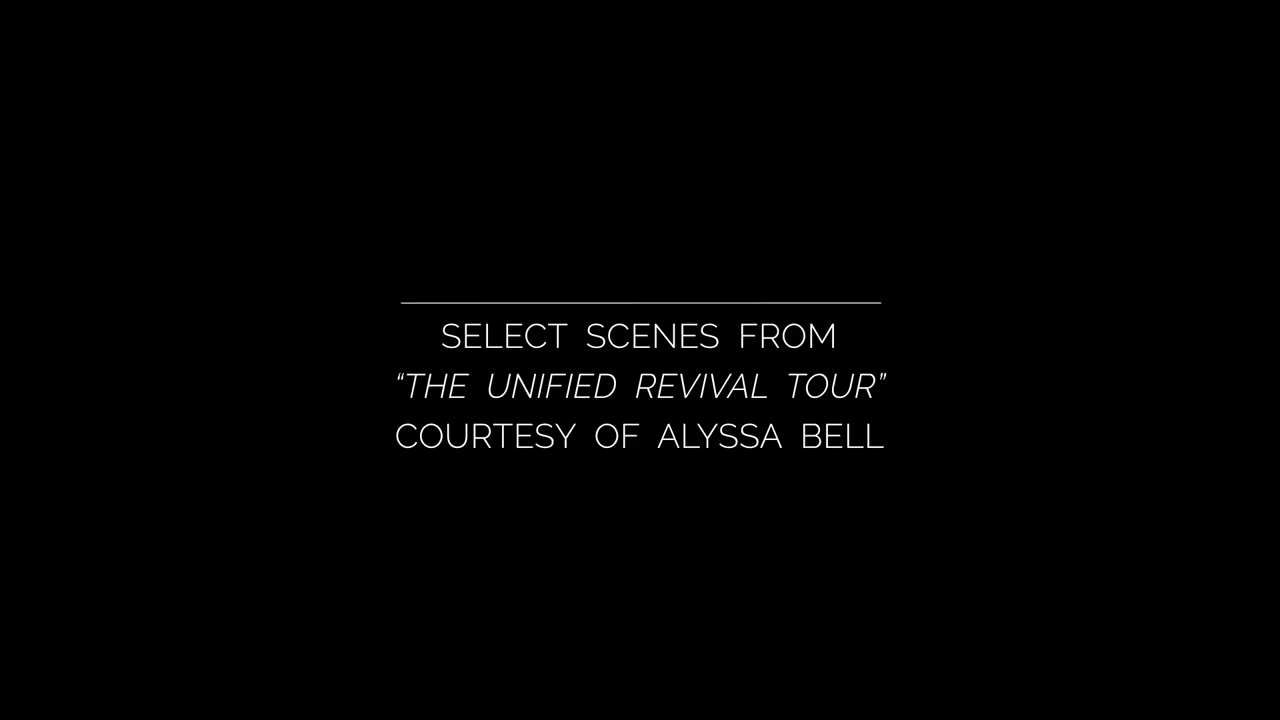 SELECT SCENES FROM
“THE UNIFIED REVIVAL TOUR”
COURTESY OF ALYSSA BELL